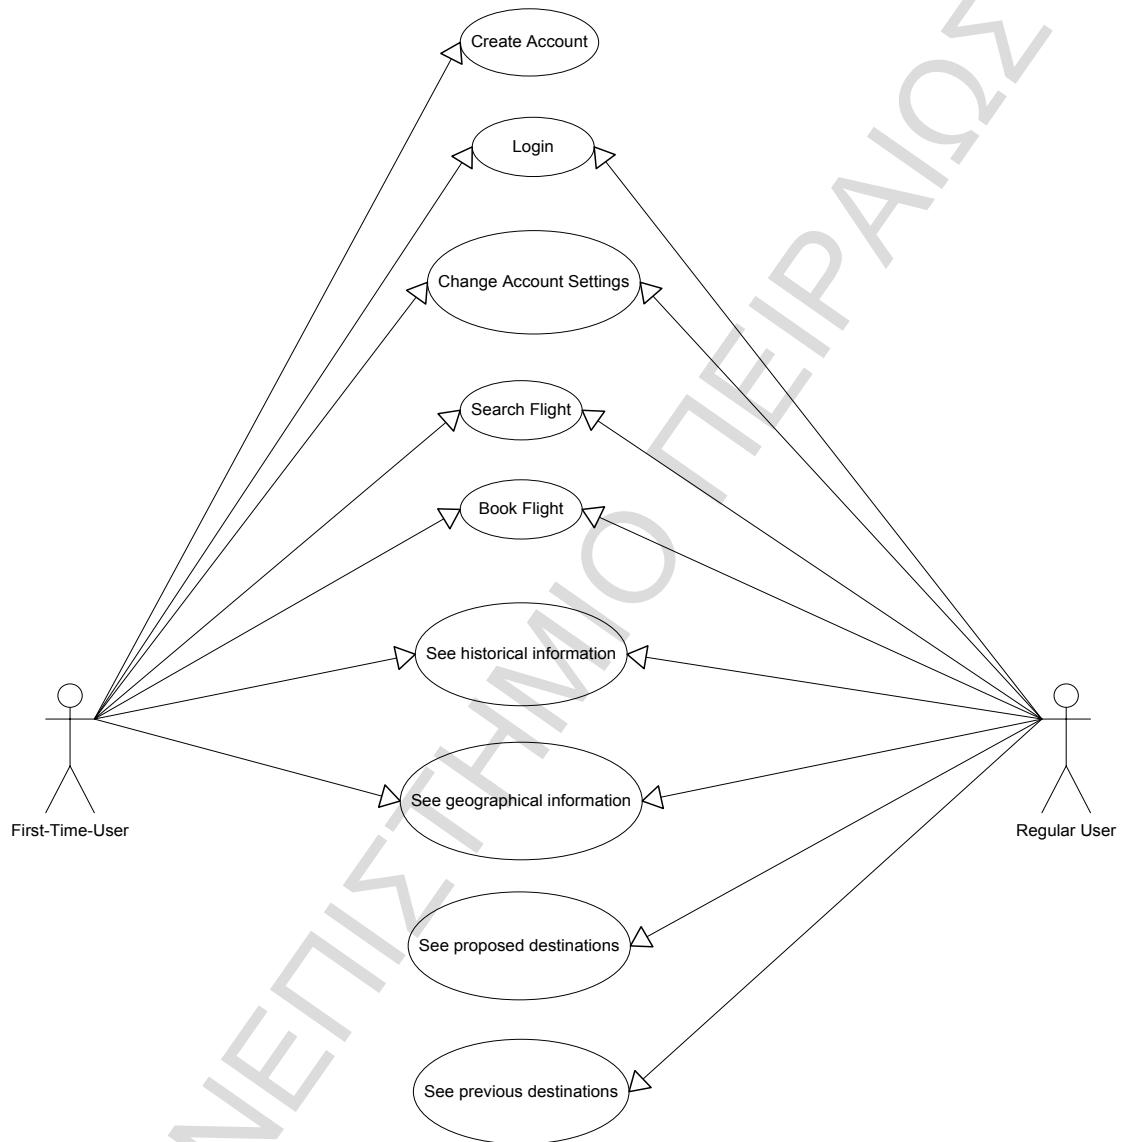 Create Account
Login
Change Account Settings
Search Flight
Book Flight
See historical information
See geographical information
First-Time-User
Regular User
See proposed destinations
See previous destinations
ΝΕΠΙΣΤΗΜΙΟ ΠΕΙΡΑΙΩΣ